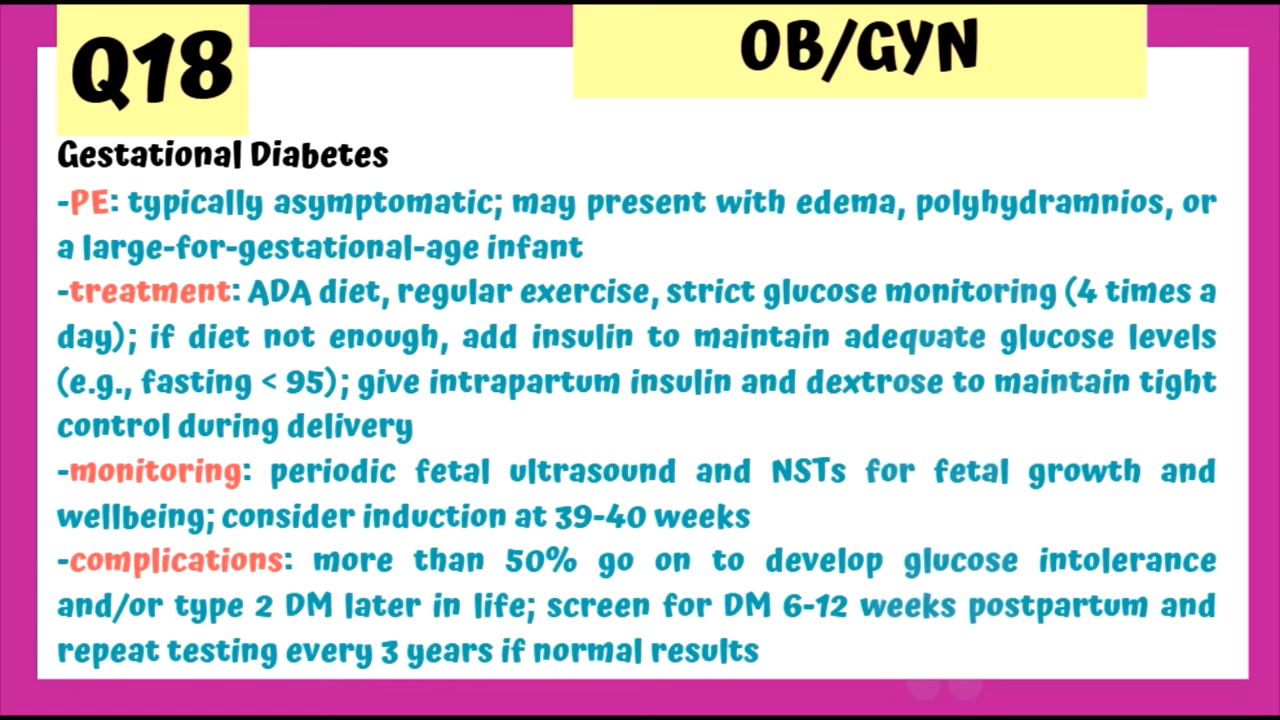 Q18
OB/GYN
Gestational Diabetes
-PE: typically asymptomatic; may present with edema, polyhydramnios, or
a large-for-gestational-age infant
-treatment: ADA diet, regular exercise, strict glucose monitoring (4 times a
day); if diet not enough, add insulin to maintain adequate glucose levels
(e.g., fasting < 95); give intrapartum insulin and dextrose to maintain tight
control during delivery
-monitoring: periodic fetal ultrasound and NSTs for fetal growth and
wellbeing; consider induction at 39-40 weeks
-complications: more than 50% go on to develop glucose intolerance
and/or type 2 DM later in life; screen for DM 6-12 weeks postpartum and
repeat testing every 3 years if normal results